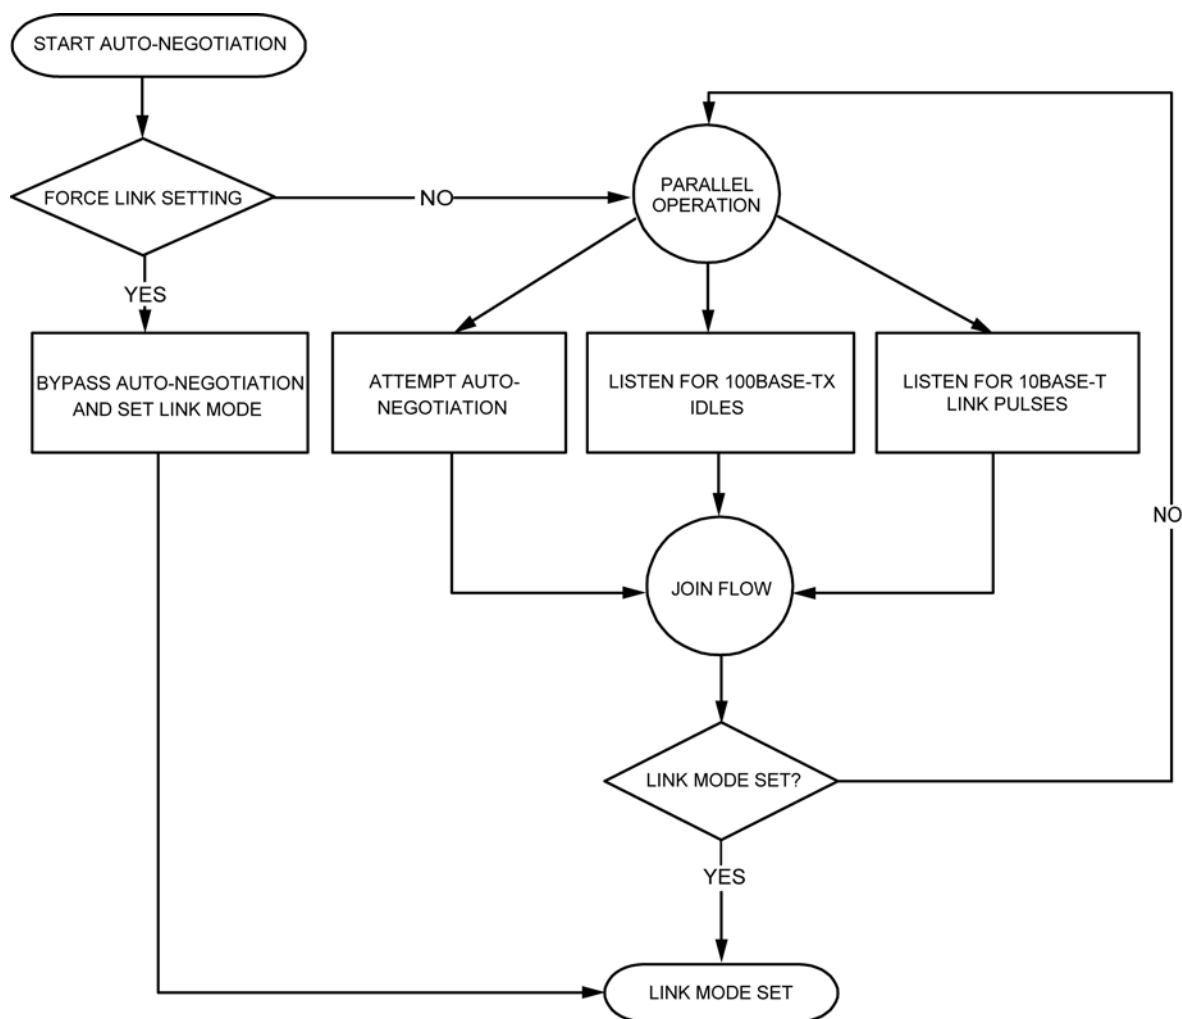 START AUTO-NEGOTIATION
FORCE LINK SETTING
NO
PARALLEL
OPERATION
YES
BYPASS AUTO-NEGOTIATION
AND SET LINK MODE
ATTEMPT AUTO-
NEGOTIATION
LISTEN FOR 100BASE-TX
IDLES
LISTEN FOR 10BASE-T
LINK PULSES
NO
JOIN FLOW
LINK MODE SET?
YES
LINK MODE SET